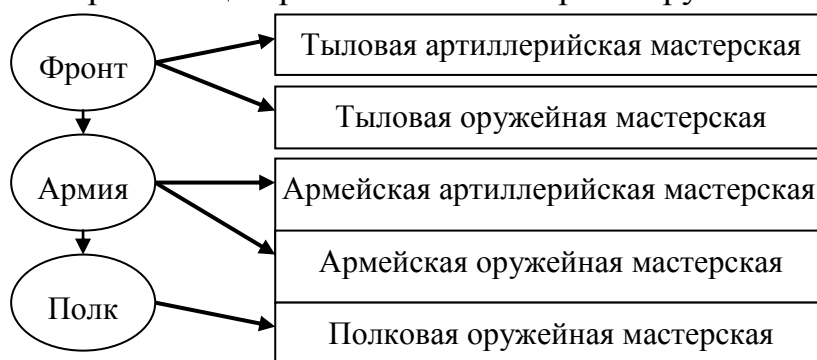 Фронт
Тыловая артиллерийская мастерская
Тыловая оружейная мастерская
Армия
Армейская артиллерийская мастерская
Армейская оружейная мастерская
Полк
Полковая оружейная мастерская